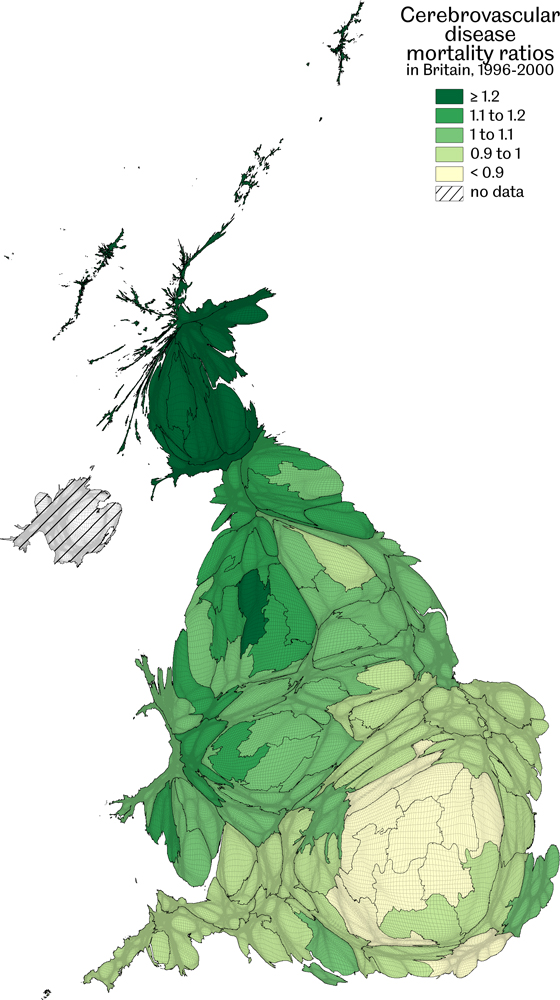 Cerebrovascular
disease
mortality ratios
in Britain, 1996-2000
≥ 1.2
1.1 to 1.2
1 to 1.1
0.9 to 1
< 0.9
no data